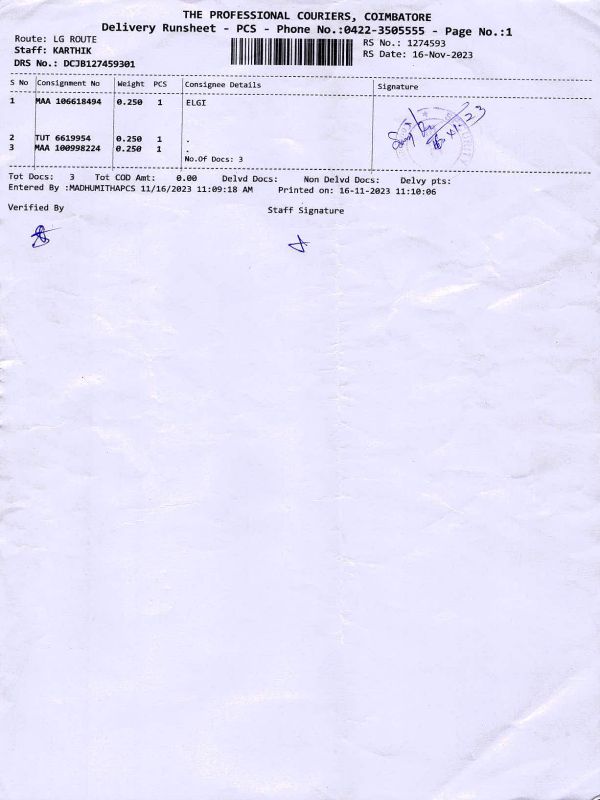 THE PROFESSIONAL COURIERS, COIMBATORE
Delivery Runsheet - PCS - Phone No.:0422-3505555 - Page No.:1
Route: LG ROUTE
RS No.: 1274593
Staff: KARTHIK
RS Date: 16-Nov-2023
DRS No.: DCJB127459301
S No Consignment No Weight PCS Consignee Details Signature
1 MAA 106618494 0.250 1 ELGI
2 TUT 6619954 0.250 1 .
3 MAA 100998224 0.250 1 .
No.Of Docs: 3
16.XI.23
Tot Docs: 3 Tot COD Amt: 0.00 Delvd Docs: Non Delvd Docs: Delvy pts:
Entered By :MADHUMITHAPCS 11/16/2023 11:09:18 AM Printed on: 16-11-2023 11:10:06
Verified By Staff Signature